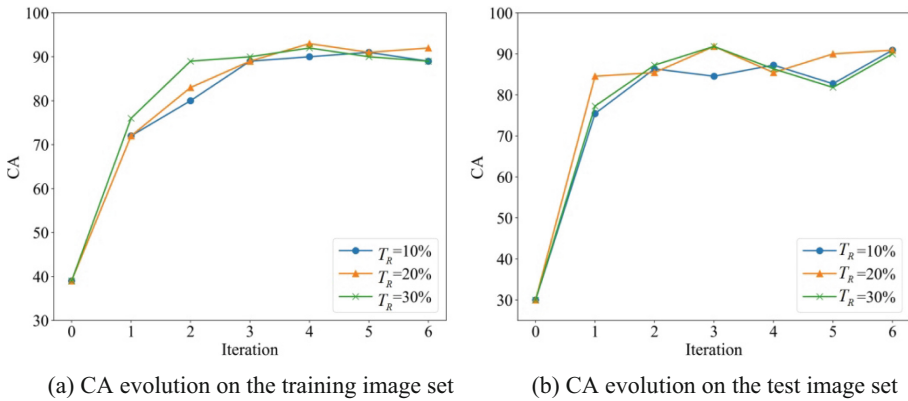 100
90
80
70
60
50
40
30
CA
0 1 2 3 4 5 6
Iteration
T_R=10%
T_R=20%
T_R=30%
(a) CA evolution on the training image set
100
90
80
70
60
50
40
30
CA
0 1 2 3 4 5 6
Iteration
T_R=10%
T_R=20%
T_R=30%
(b) CA evolution on the test image set